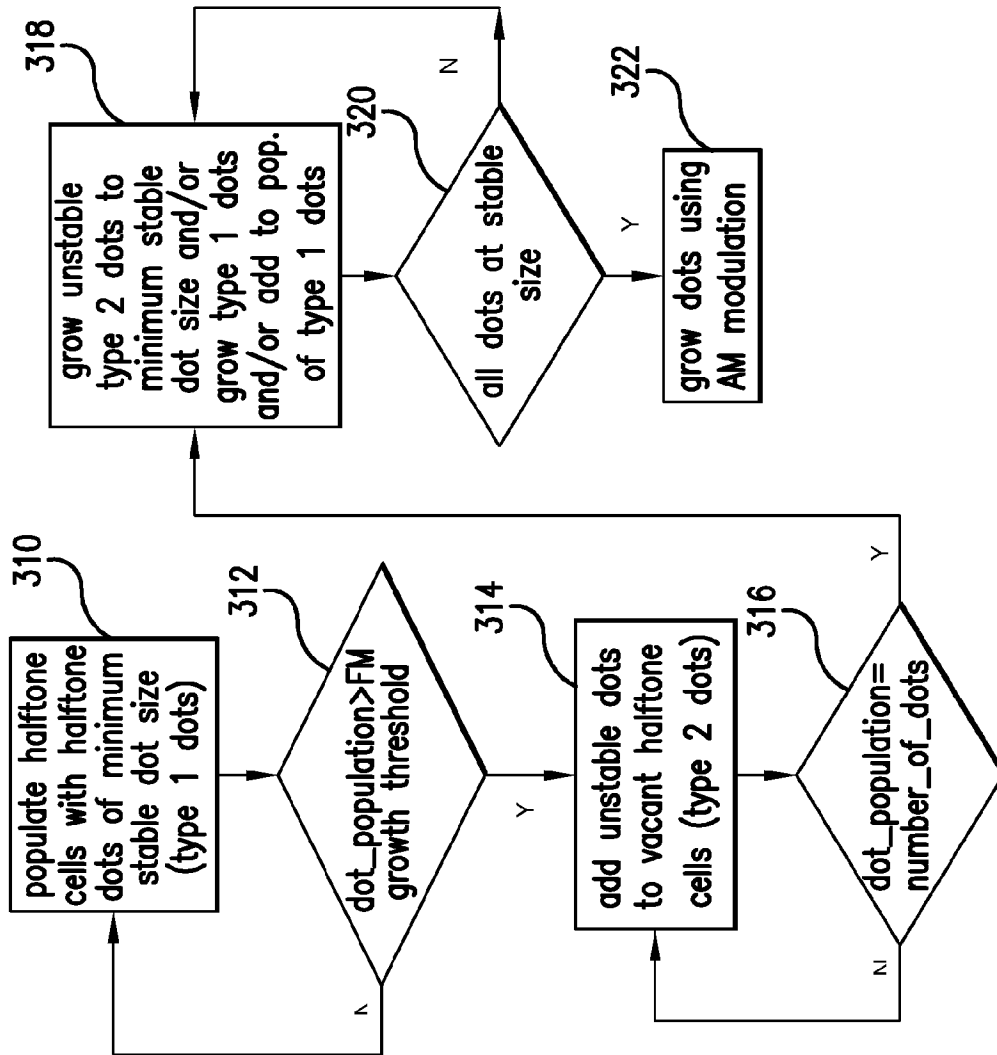 310
populate halftone
cells with halftone
dots of minimum
stable dot size
(type 1 dots)
312
dot_population>FM
growth threshold
Y
314
add unstable dots
to vacant halftone
cells (type 2 dots)
316
dot_population=
number_of_dots
N
Y
318
grow unstable
type 2 dots to
minimum stable
dot size and/or
grow type 1 dots
and/or add to pop.
of type 1 dots
320
all dots at stable
size
N
Y
322
grow dots using
AM modulation